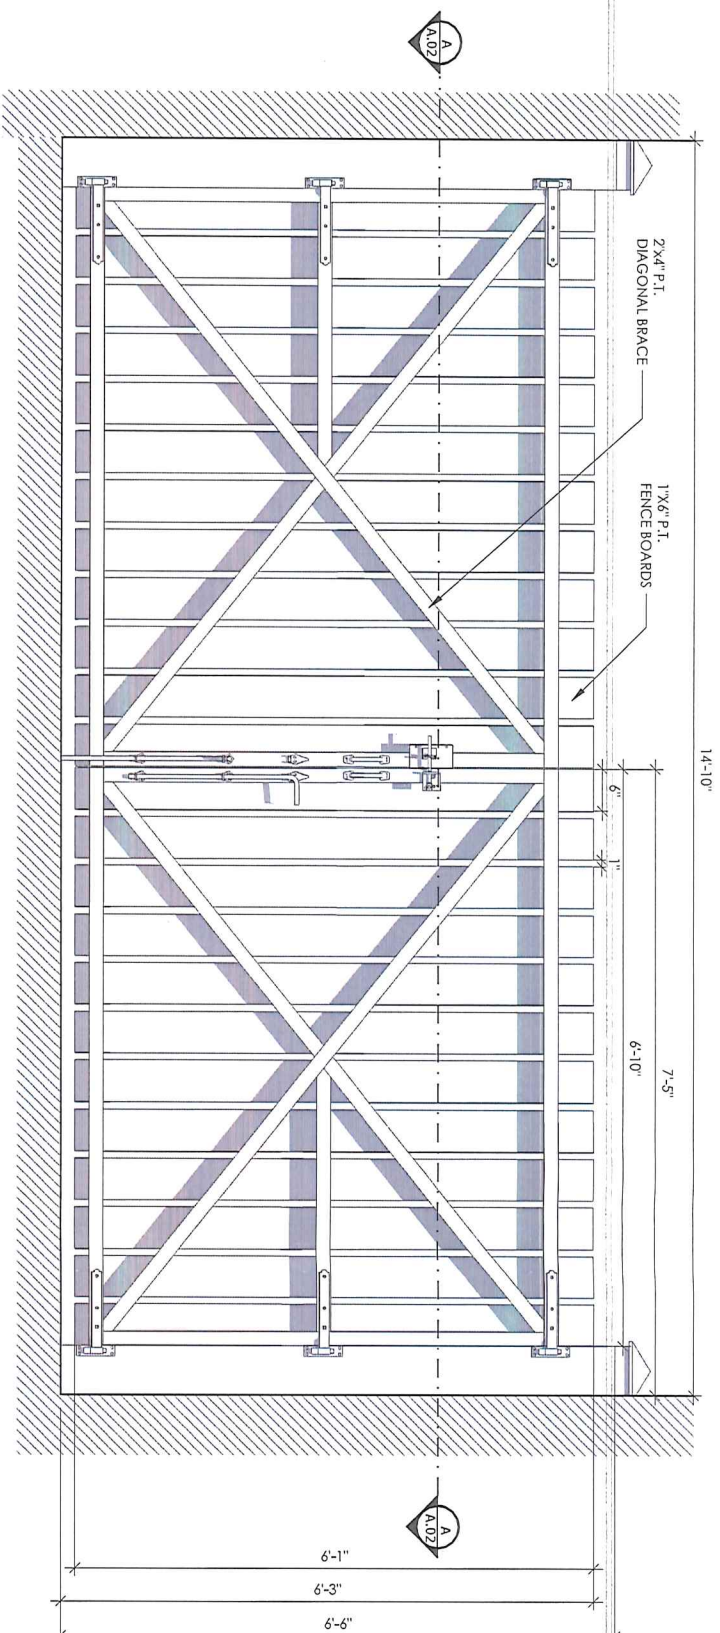 A
A.02
2'x4" P.T.
DIAGONAL BRACE
1"X6" P.T.
FENCE BOARDS
14'-10"
6"
1"
6'-10"
7'-5"
A
A.02
6'-1"
6'-3"
6'-6"